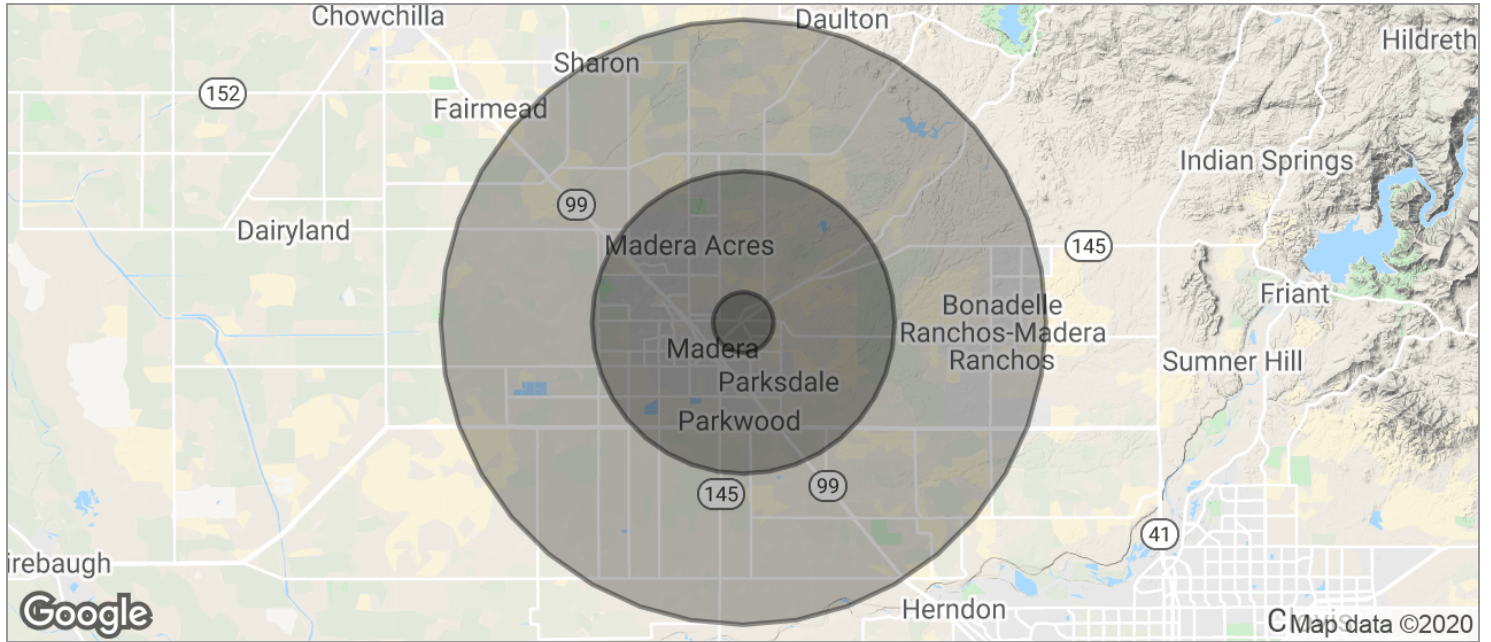 Chowchilla
Daulton
Hildreth
Sharon
152
Fairmead
Indian Springs
99
Dairyland
Madera Acres
145
Friant
Bonadelle
Ranchos-Madera
Ranchos
Madera
Sumner Hill
Parksdale
Parkwood
145
99
41
irebaugh
Google
Herndon
Map data ©2020